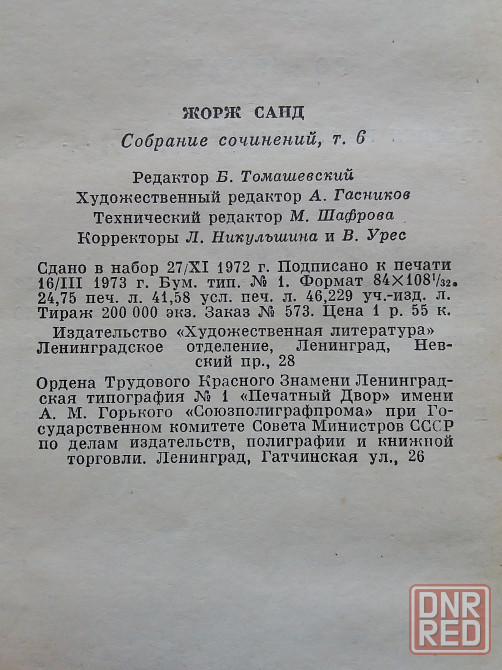 ЖОРЖ САНД
Собрание сочинений, т. 6
Редактор Б. Томашевский
Художественный редактор А. Гасников
Технический редактор М. Шафрова
Корректоры Л. Никульшина и В. Урес
Сдано в набор 27/XI 1972 г. Подписано к печати
16/III 1973 г. Бум. тип. № 1. Формат 84×108¹/₃₂.
24,75 печ. л. 41,58 усл. печ. л. 46,229 уч.-изд. л.
Тираж 200 000 экз. Заказ № 573. Цена 1 р. 55 к.
Издательство «Художественная литература»
Ленинградское отделение, Ленинград, Нев-
ский пр., 28
Ордена Трудового Красного Знамени Ленинград-
ская типография № 1 «Печатный Двор» имени
А. М. Горького «Союзполиграфпрома» при Го-
сударственном комитете Совета Министров СССР
по делам издательств, полиграфии и книжной
торговли. Ленинград, Гатчинская ул., 26
DNR
RED